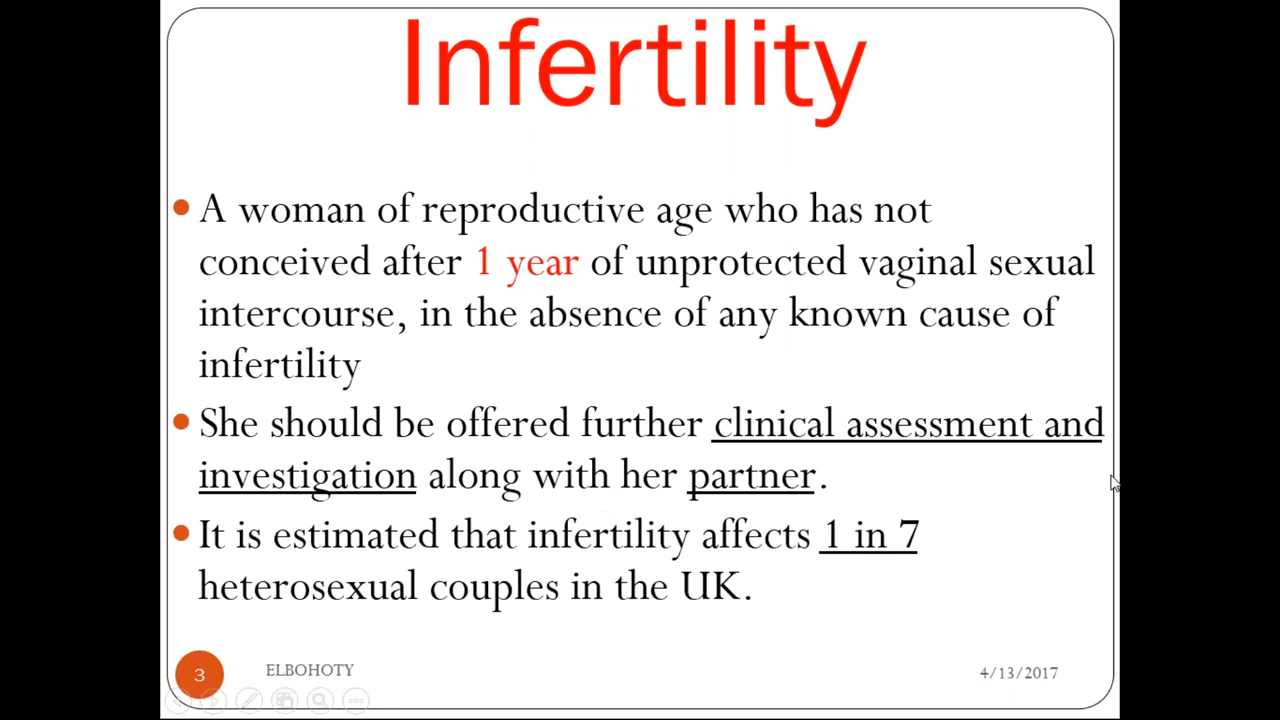 Infertility
A woman of reproductive age who has not
conceived after 1 year of unprotected vaginal sexual
intercourse, in the absence of any known cause of
infertility
She should be offered further clinical assessment and
investigation along with her partner.
It is estimated that infertility affects 1 in 7
heterosexual couples in the UK.
3
ELBOHOTY
4/13/2017